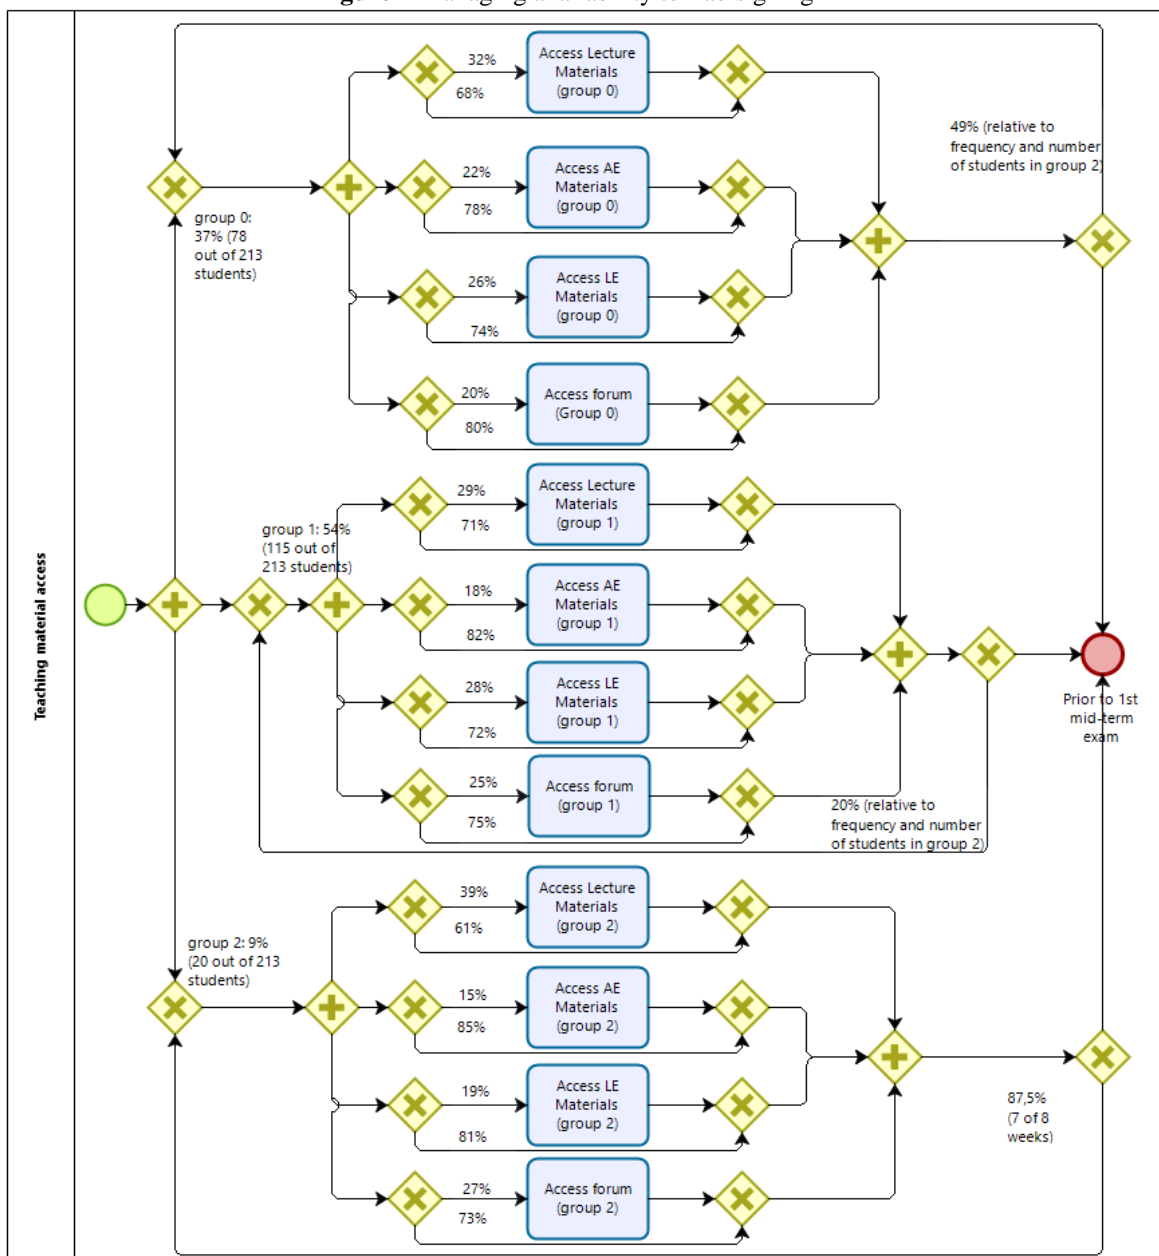 Teaching material access
32%
68%
Access Lecture
Materials
(group 0)
49% (relative to
frequency and number
of students in group 2)
22%
78%
Access AE
Materials
(group 0)
group 0:
37% (78
out of 213
students)
26%
74%
Access LE
Materials
(group 0)
20%
80%
Access forum
(Group 0)
29%
71%
Access Lecture
Materials
(group 1)
group 1: 54%
(115 out of
213 students)
18%
82%
Access AE
Materials
(group 1)
28%
72%
Access LE
Materials
(group 1)
Prior to 1st
mid-term
exam
25%
75%
Access forum
(group 1)
20% (relative to
frequency and number
of students in group 2)
39%
61%
Access Lecture
Materials
(group 2)
group 2: 9%
(20 out of 213
students)
15%
85%
Access AE
Materials
(group 2)
19%
81%
Access LE
Materials
(group 2)
87,5%
(7 of 8
weeks)
27%
73%
Access forum
(group 2)